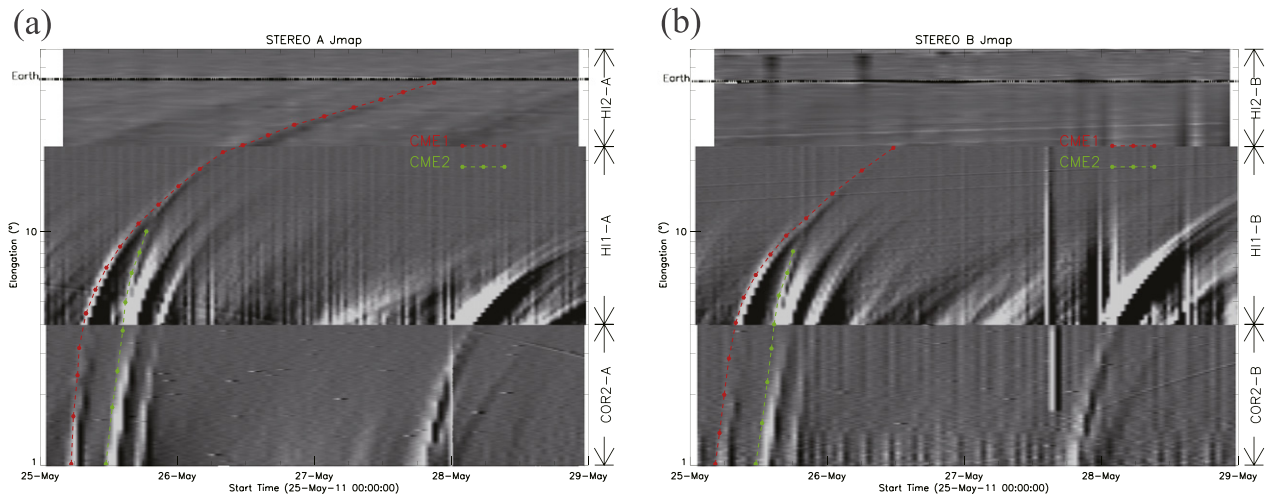 (a)
STEREO A Jmap
Earth
HI2-A
CME1
CME2
10
Elongation (°)
HI1-A
COR2-A
1
25-May 26-May 27-May 28-May 29-May
Start Time (25-May-11 00:00:00)
(b)
STEREO B Jmap
Earth
HI2-B
CME1
CME2
10
Elongation (°)
HI1-B
COR2-B
1
25-May 26-May 27-May 28-May 29-May
Start Time (25-May-11 00:00:00)